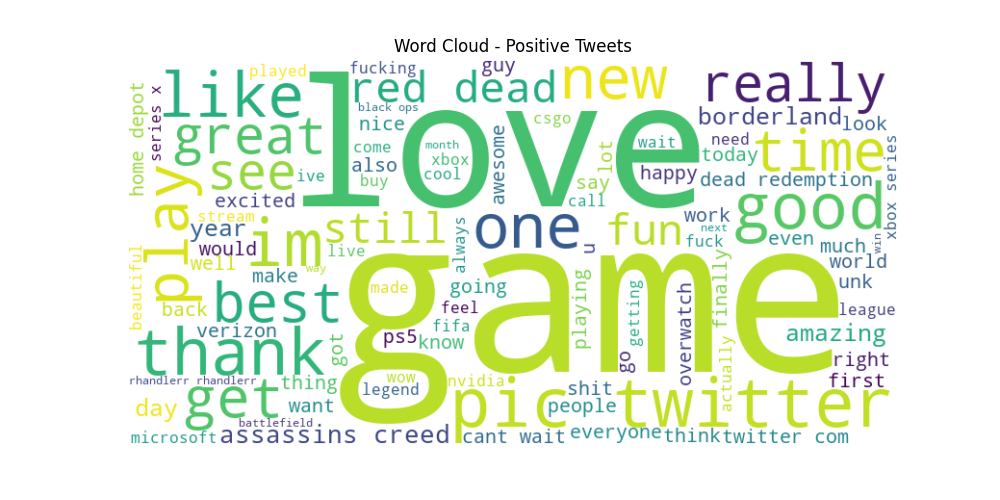 Word Cloud - Positive Tweets
played
fucking
guy
home depot
series x
like
love
red dead
new
really
black ops
csgo
borderland
look
great
nice
wait
need
time
see
come
month
xbox
cool
also
buy
awesome
lot
say
call
happy
today
dead redemption
xbox series
ive
excited
play
stream
year
im
still
one
fun
work
next
fuck
good
even
much
win
would
well
live
always
u
world
unk
beautiful
way
make
game
going
playing
getting
finally
back
best
made
feel
fifa
know
ps5
go
overwatch
league
amazing
verizon
got
thank
right
first
rhandlerr rhandlerr
thing
wow
legend
nvidia
shit
actually
day
get
want
pic
people
twitter
battlefield
microsoft
assassins creed
cant wait
everyone
think
twitter com